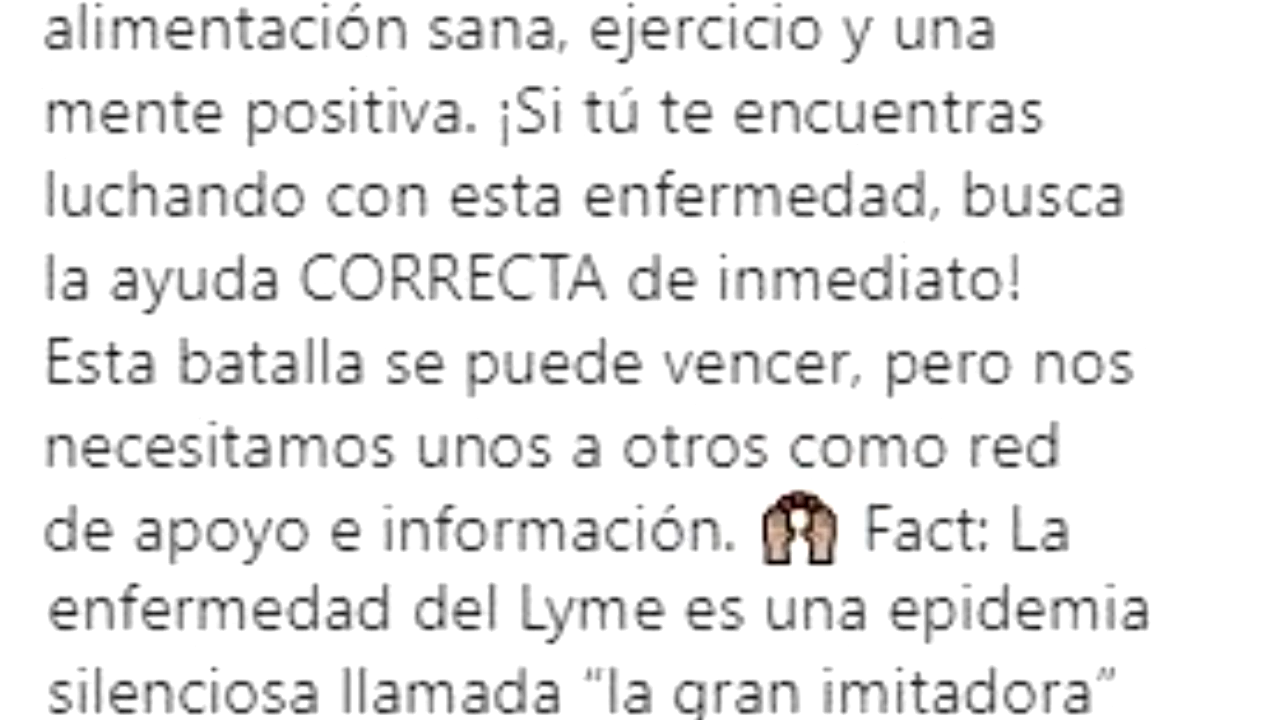 alimentación sana, ejercicio y una
mente positiva. ¡Si tú te encuentras
luchando con esta enfermedad, busca
la ayuda CORRECTA de inmediato!
Esta batalla se puede vencer, pero nos
necesitamos unos a otros como red
de apoyo e información. Fact: La
enfermedad del Lyme es una epidemia
silenciosa llamada “la gran imitadora”